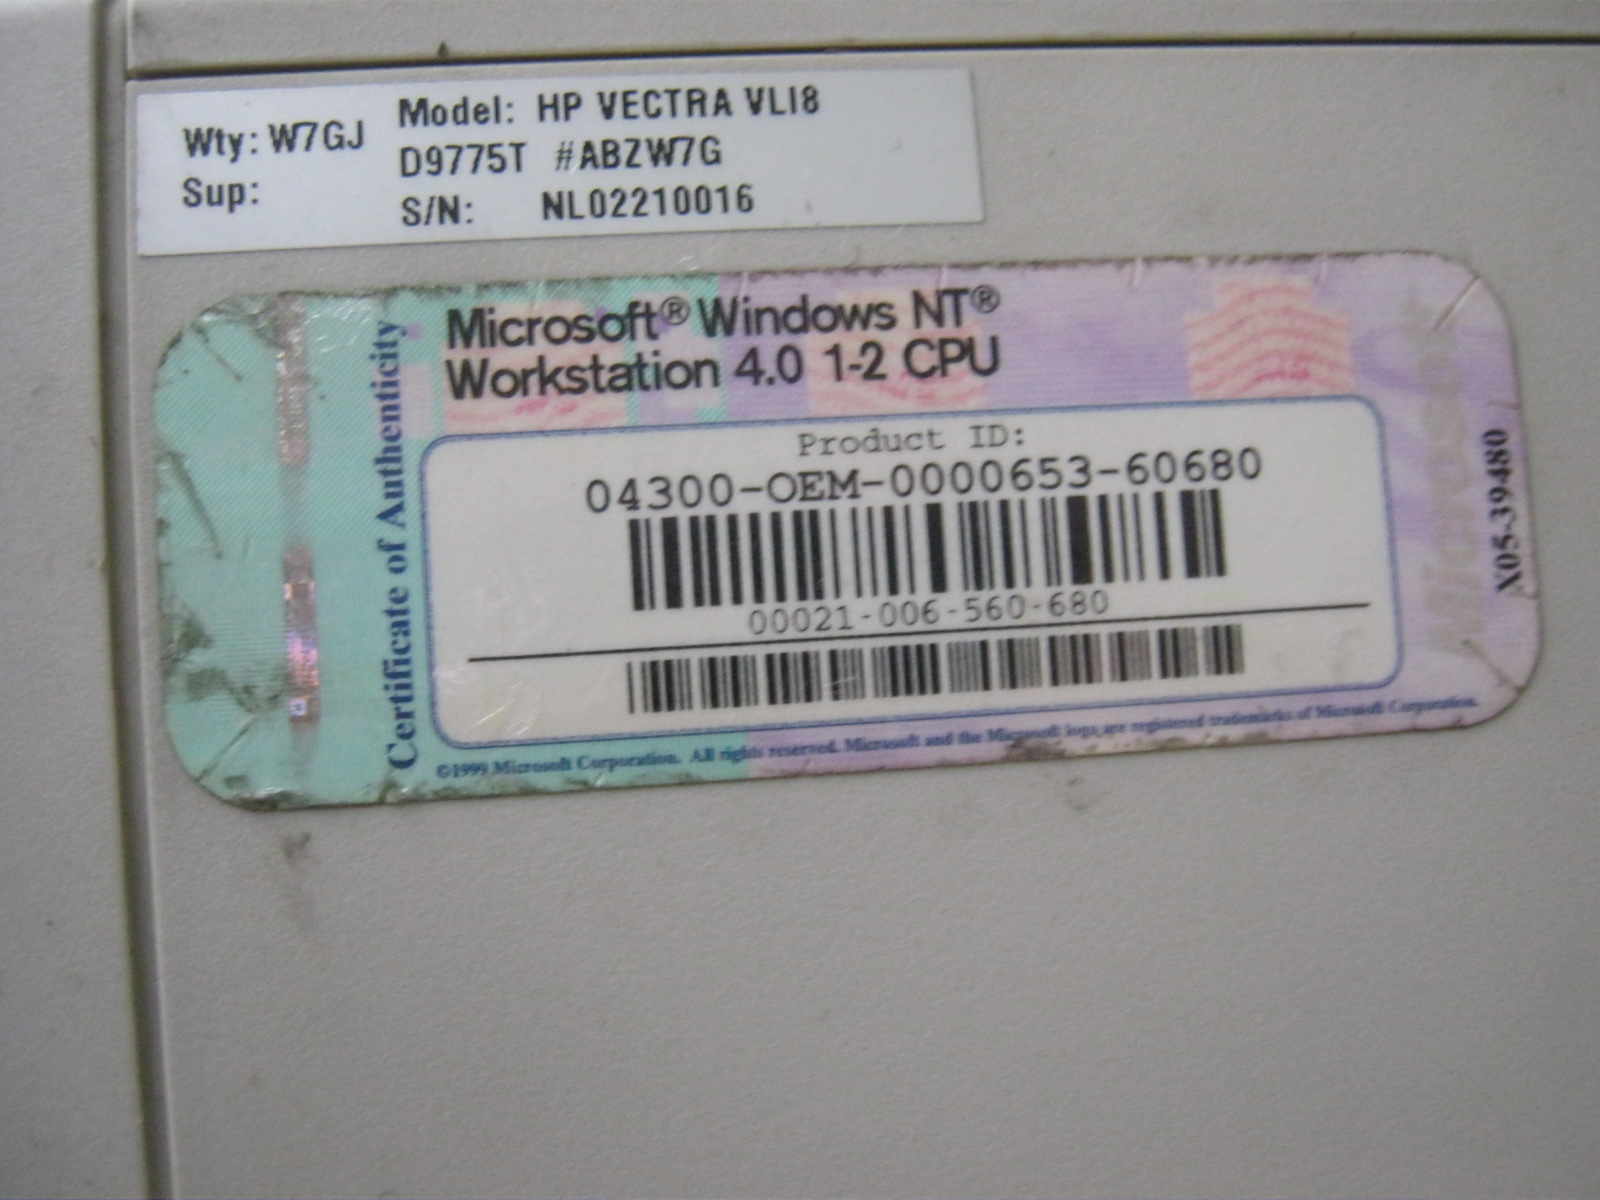 Wty: W7GJ
Sup:
Model: HP VECTRA VLI8
D9775T #ABZW7G
S/N: NL02210016
Certificate of Authenticity
Microsoft® Windows NT®
Workstation 4.0 1-2 CPU
Product ID:
04300-OEM-0000653-60680
00021-006-560-680
©1999 Microsoft Corporation. All rights reserved. Microsoft and the Microsoft logo are registered trademarks of Microsoft Corporation.
Microsoft
X05-39480